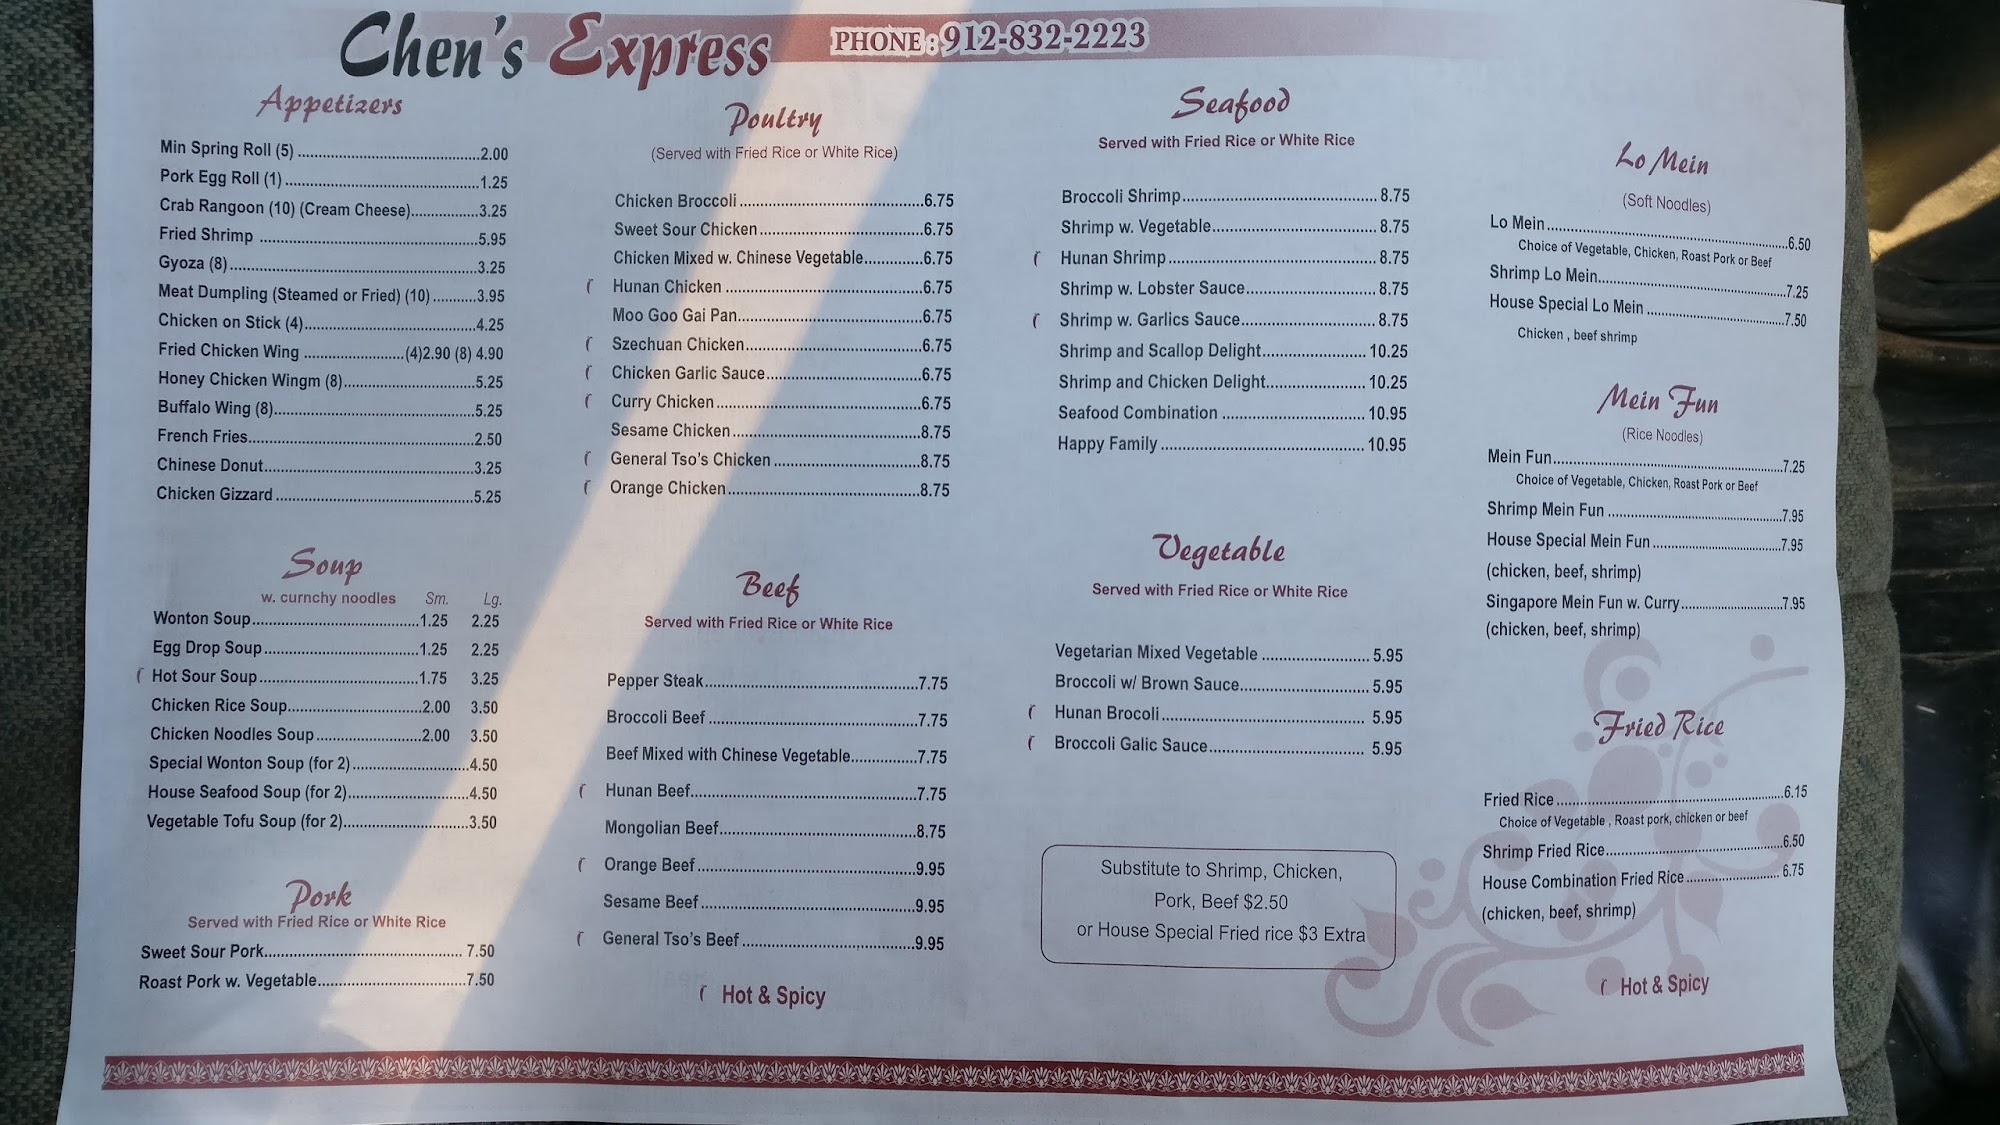 Chen's Express
PHONE : 912-832-2223
Appetizers
Min Spring Roll (5) ........ 2.00
Pork Egg Roll (1) ........ 1.25
Crab Rangoon (10) (Cream Cheese) ........ 3.25
Fried Shrimp ........ 5.95
Gyoza (8) ........ 3.25
Meat Dumpling (Steamed or Fried) (10) ........ 3.95
Chicken on Stick (4) ........ 4.25
Fried Chicken Wing ........ (4)2.90 (8) 4.90
Honey Chicken Wingm (8) ........ 5.25
Buffalo Wing (8) ........ 5.25
French Fries ........ 2.50
Chinese Donut ........ 3.25
Chicken Gizzard ........ 5.25
Soup
w. curnchy noodles Sm. Lg.
Wonton Soup ........ 1.25 2.25
Egg Drop Soup ........ 1.25 2.25
Hot Sour Soup ........ 1.75 3.25
Chicken Rice Soup ........ 2.00 3.50
Chicken Noodles Soup ........ 2.00 3.50
Special Wonton Soup (for 2) ........ 4.50
House Seafood Soup (for 2) ........ 4.50
Vegetable Tofu Soup (for 2) ........ 3.50
Pork
Served with Fried Rice or White Rice
Sweet Sour Pork ........ 7.50
Roast Pork w. Vegetable ........ 7.50
Poultry
(Served with Fried Rice or White Rice)
Chicken Broccoli ........ 6.75
Sweet Sour Chicken ........ 6.75
Chicken Mixed w. Chinese Vegetable ........ 6.75
Hunan Chicken ........ 6.75
Moo Goo Gai Pan ........ 6.75
Szechuan Chicken ........ 6.75
Chicken Garlic Sauce ........ 6.75
Curry Chicken ........ 6.75
Sesame Chicken ........ 8.75
General Tso's Chicken ........ 8.75
Orange Chicken ........ 8.75
Beef
Served with Fried Rice or White Rice
Pepper Steak ........ 7.75
Broccoli Beef ........ 7.75
Beef Mixed with Chinese Vegetable ........ 7.75
Hunan Beef ........ 7.75
Mongolian Beef ........ 8.75
Orange Beef ........ 9.95
Sesame Beef ........ 9.95
General Tso's Beef ........ 9.95
Hot & Spicy
Seafood
Served with Fried Rice or White Rice
Broccoli Shrimp ........ 8.75
Shrimp w. Vegetable ........ 8.75
Hunan Shrimp ........ 8.75
Shrimp w. Lobster Sauce ........ 8.75
Shrimp w. Garlics Sauce ........ 8.75
Shrimp and Scallop Delight ........ 10.25
Shrimp and Chicken Delight ........ 10.25
Seafood Combination ........ 10.95
Happy Family ........ 10.95
Vegetable
Served with Fried Rice or White Rice
Vegetarian Mixed Vegetable ........ 5.95
Broccoli w/ Brown Sauce ........ 5.95
Hunan Brocoli ........ 5.95
Broccoli Galic Sauce ........ 5.95
Substitute to Shrimp, Chicken,
Pork, Beef $2.50
or House Special Fried rice $3 Extra
Lo Mein
(Soft Noodles)
Lo Mein ........ 6.50
Choice of Vegetable, Chicken, Roast Pork or Beef
Shrimp Lo Mein ........ 7.25
House Special Lo Mein ........ 7.50
Chicken , beef shrimp
Mein Fun
(Rice Noodles)
Mein Fun ........ 7.25
Choice of Vegetable, Chicken, Roast Pork or Beef
Shrimp Mein Fun ........ 7.95
House Special Mein Fun ........ 7.95
(chicken, beef, shrimp)
Singapore Mein Fun w. Curry ........ 7.95
(chicken, beef, shrimp)
Fried Rice
Fried Rice ........ 6.15
Choice of Vegetable , Roast pork, chicken or beef
Shrimp Fried Rice ........ 6.50
House Combination Fried Rice ........ 6.75
(chicken, beef, shrimp)
Hot & Spicy